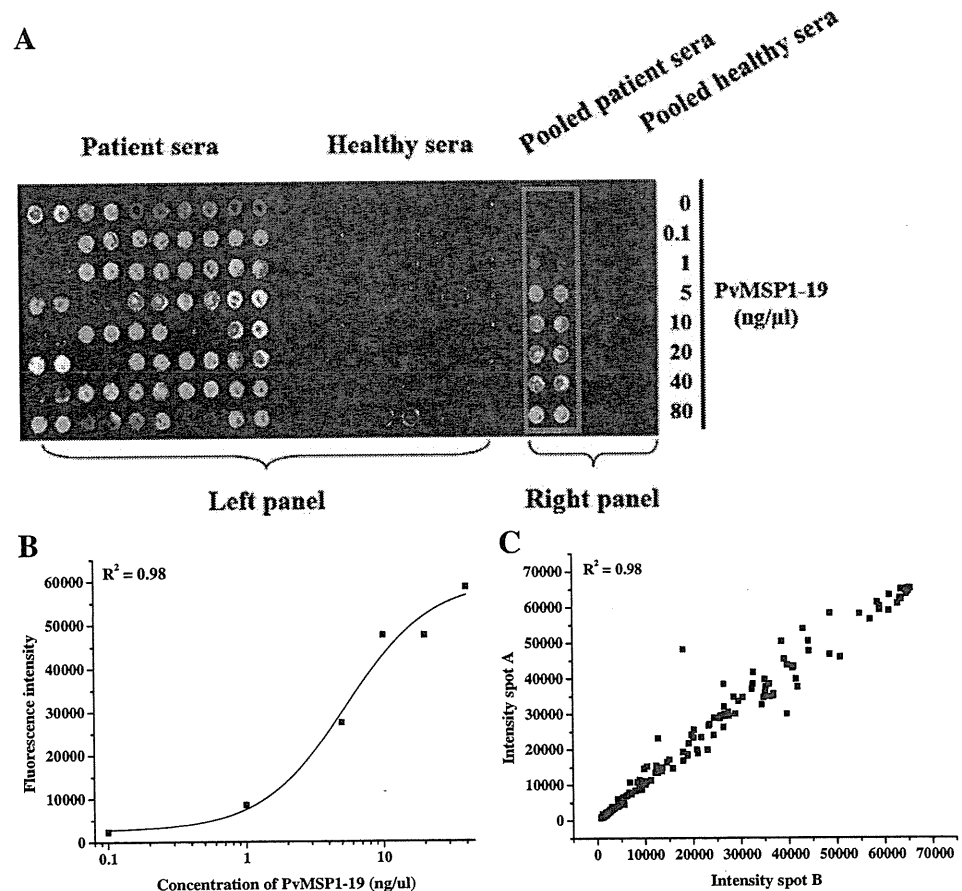 A
Patient sera
Healthy sera
Pooled patient sera
Pooled healthy sera
0
0.1
1
5
10
20
40
80
PvMSP1-19
(ng/μl)
Left panel
Right panel
B
R² = 0.98
60000
50000
40000
30000
20000
10000
0
0.1
1
10
Fluorescence intensity
Concentration of PvMSP1-19 (ng/ul)
C
R² = 0.98
70000
60000
50000
40000
30000
20000
10000
0
0
10000
20000
30000
40000
50000
60000
70000
Intensity spot A
Intensity spot B